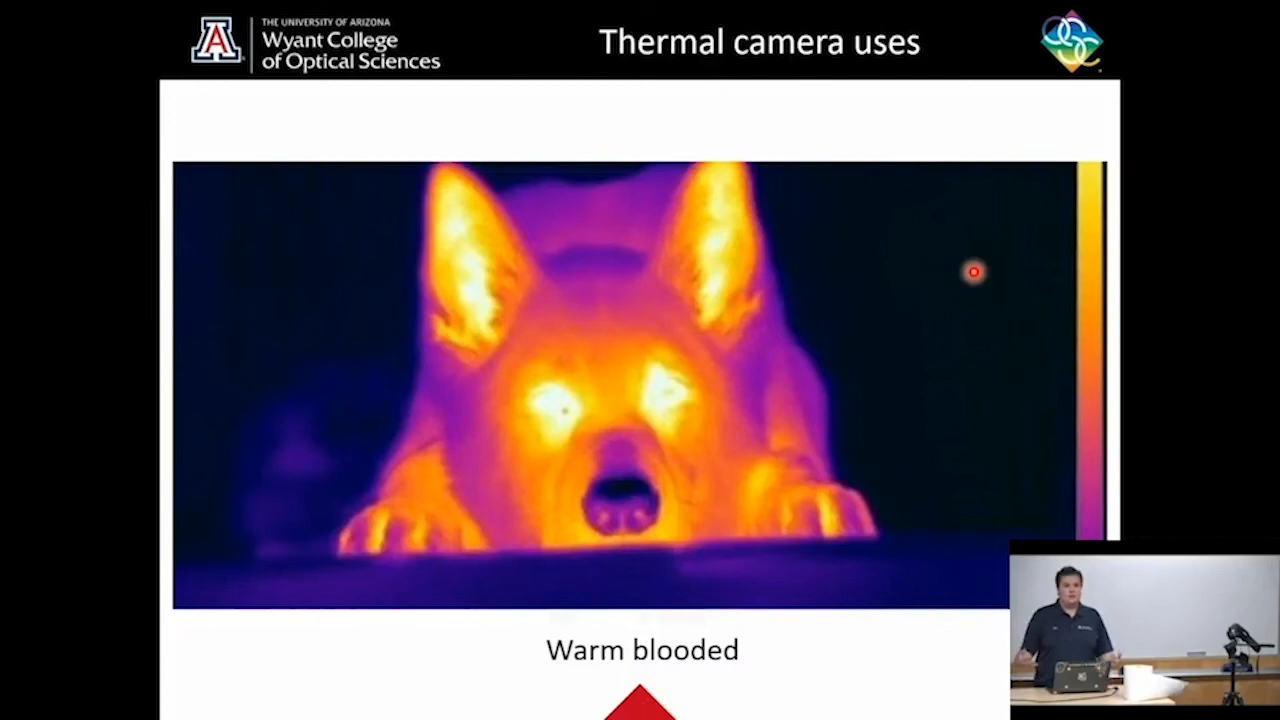 THE UNIVERSITY OF ARIZONA
Wyant College
of Optical Sciences
Thermal camera uses
Warm blooded